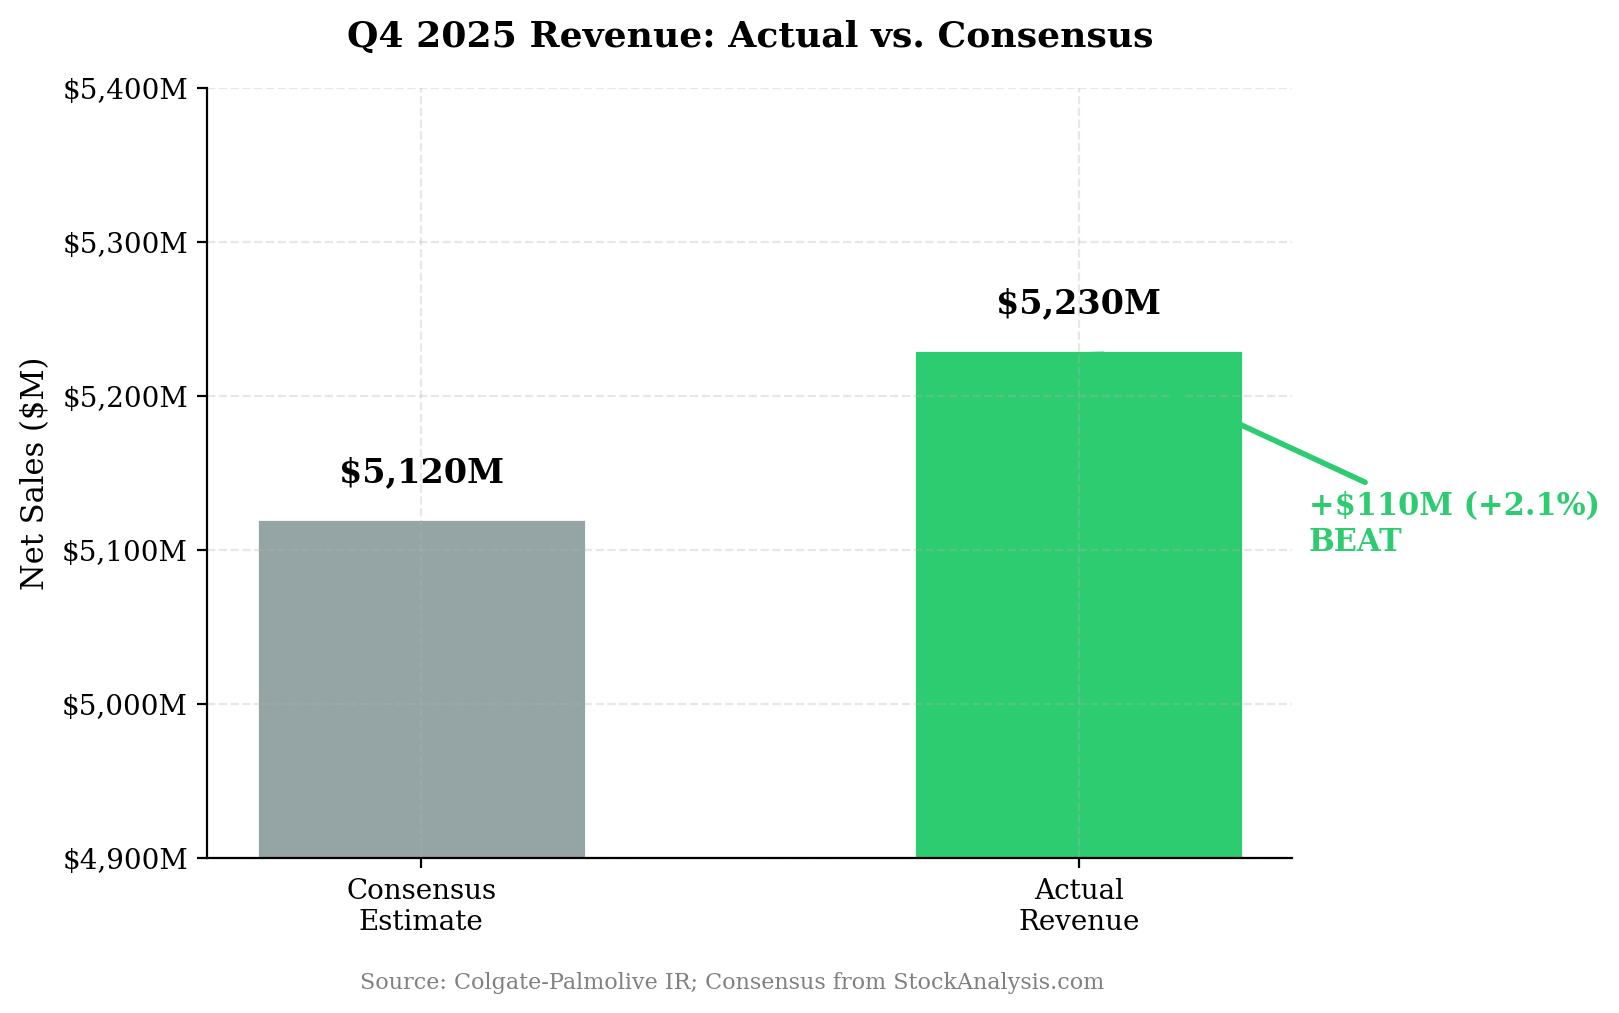 Q4 2025 Revenue: Actual vs. Consensus
$5,400M
$5,300M
$5,200M
$5,100M
$5,000M
$4,900M
Net Sales ($M)
$5,120M
$5,230M
+$110M (+2.1%)
BEAT
Consensus
Estimate
Actual
Revenue
Source: Colgate-Palmolive IR; Consensus from StockAnalysis.com